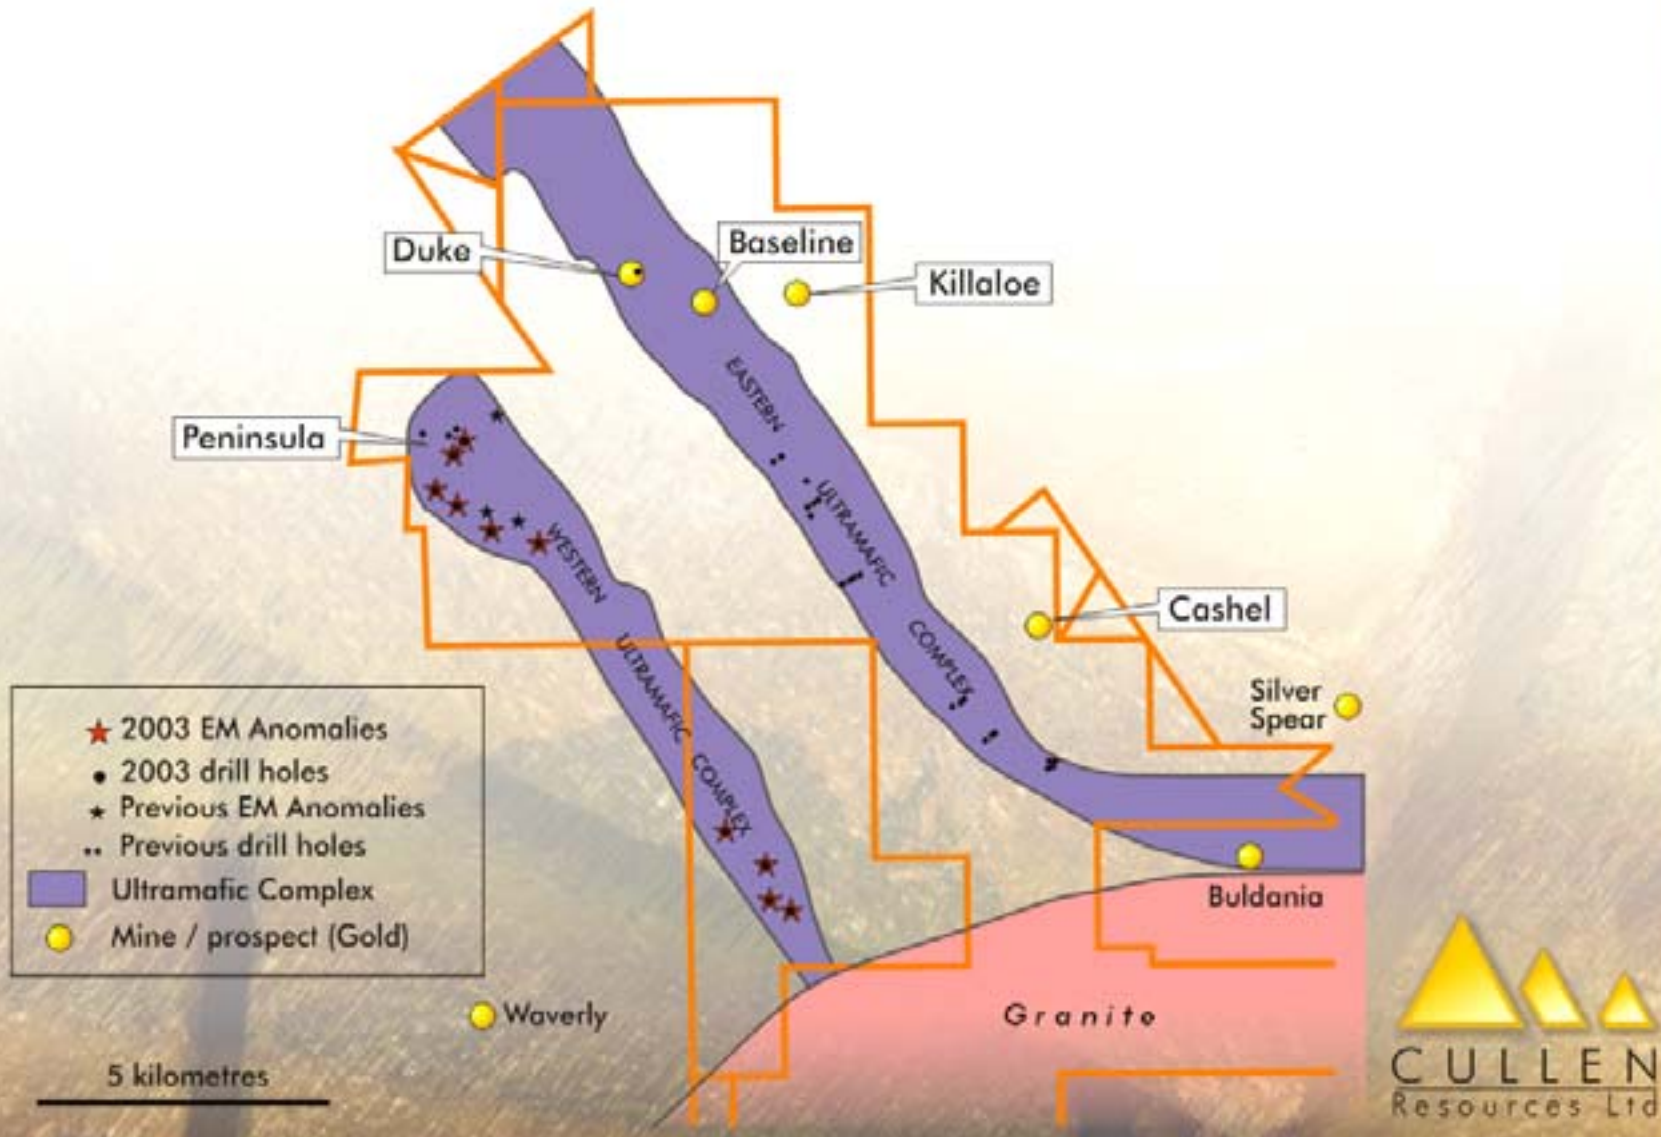 Duke
Baseline
Killaloe
EASTERN
ULTRAMAFIC
COMPLEX
Peninsula
WESTERN
ULTRAMAFIC
COMPLEX
Cashel
Silver
Spear
2003 EM Anomalies
2003 drill holes
Previous EM Anomalies
Previous drill holes
Ultramafic Complex
Mine / prospect (Gold)
Buldania
Waverly
Granite
5 kilometres
CULLEN
Resources Ltd